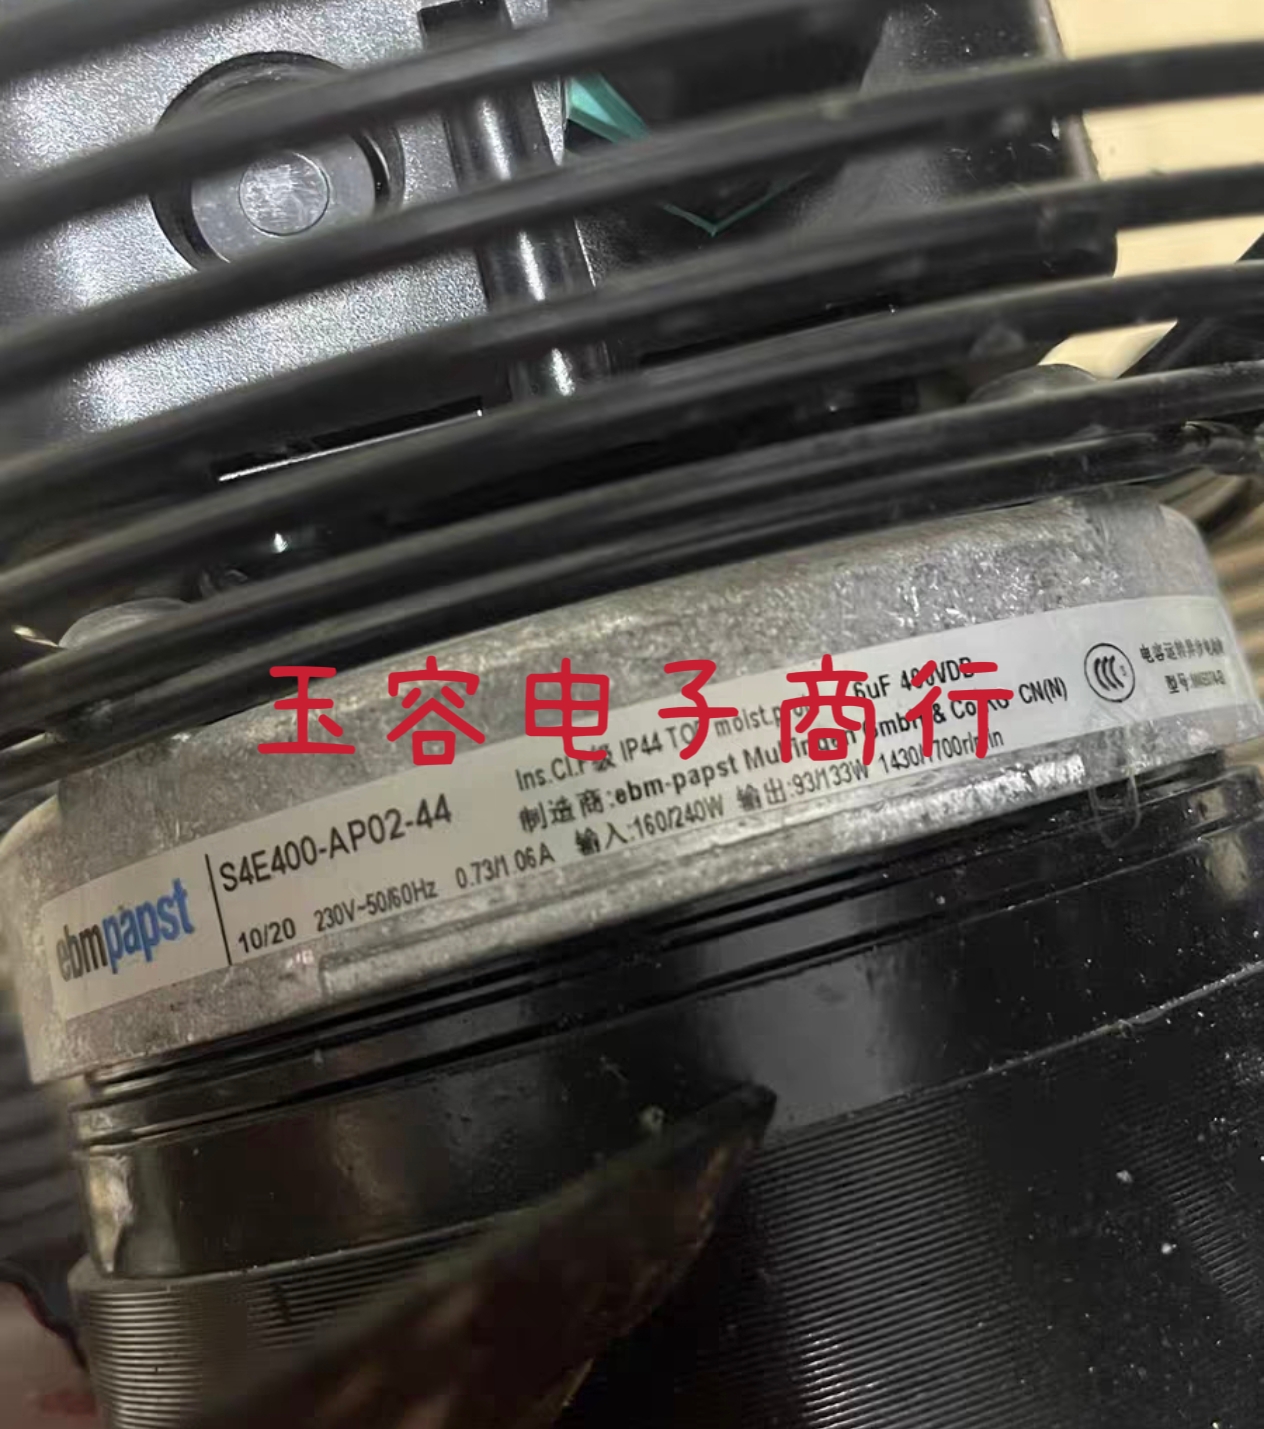 玉容电子商行
ebmpapst
S4E400-AP02-44
10/20 230V~50/60Hz 0.73/1.06A 输入:160/240W 输出:93/133W 1430/1700r/min
Ins.Cl.F级 IP44 moist. 6uF 400VDB
制造商:ebm-papst Mulfingen GmbH & Co.KG CN(N)
CCC S
电容运转异步电动机
型号: